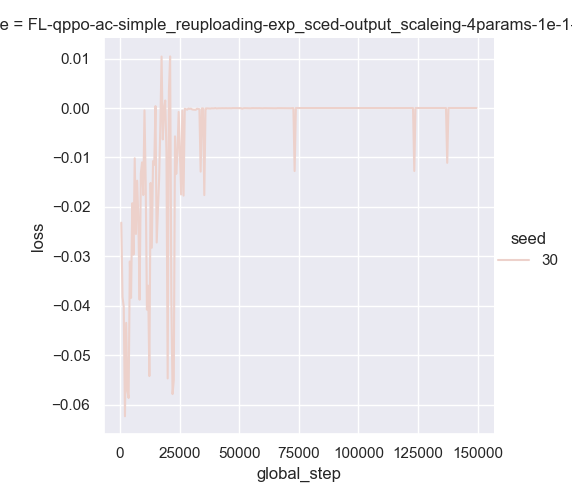 e = FL-qppo-ac-simple_reuploading-exp_sced-output_scaleing-4params-1e-1-
0.01
0.00
−0.01
−0.02
−0.03
−0.04
−0.05
−0.06
loss
0 25000 50000 75000 100000 125000 150000
global_step
seed
30